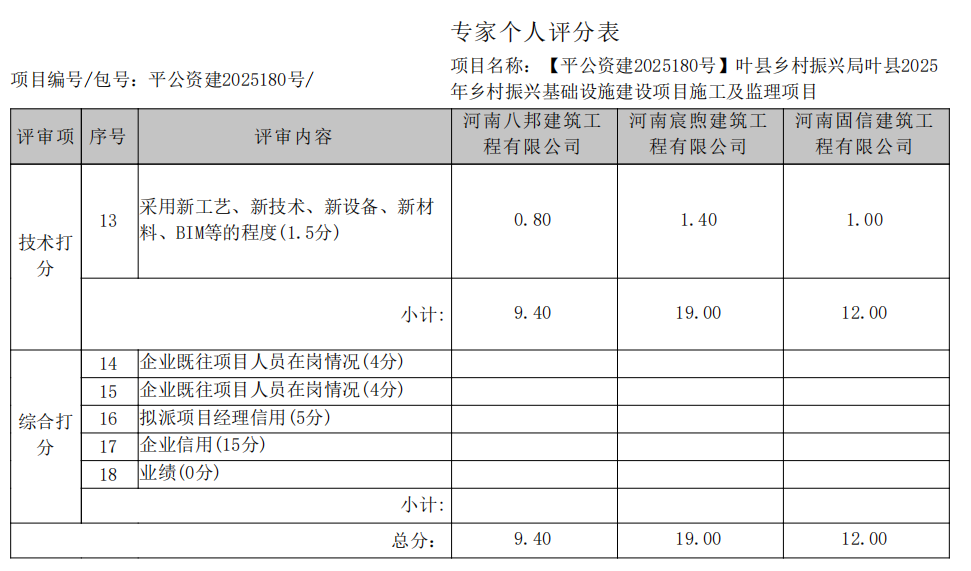 专家个人评分表
项目编号/包号：平公资建2025180号/
项目名称：【平公资建2025180号】叶县乡村振兴局叶县2025
年乡村振兴基础设施建设项目施工及监理项目
评审项 序号 评审内容 河南八邦建筑工 河南宸煦建筑工 河南固信建筑工
程有限公司 程有限公司 程有限公司
技术打
分
13 采用新工艺、新技术、新设备、新材
料、BIM等的程度(1.5分)
0.80 1.40 1.00
小计: 9.40 19.00 12.00
综合打
分
14 企业既往项目人员在岗情况(4分)
15 企业既往项目人员在岗情况(4分)
16 拟派项目经理信用(5分)
17 企业信用(15分)
18 业绩(0分)
小计:
总分： 9.40 19.00 12.00